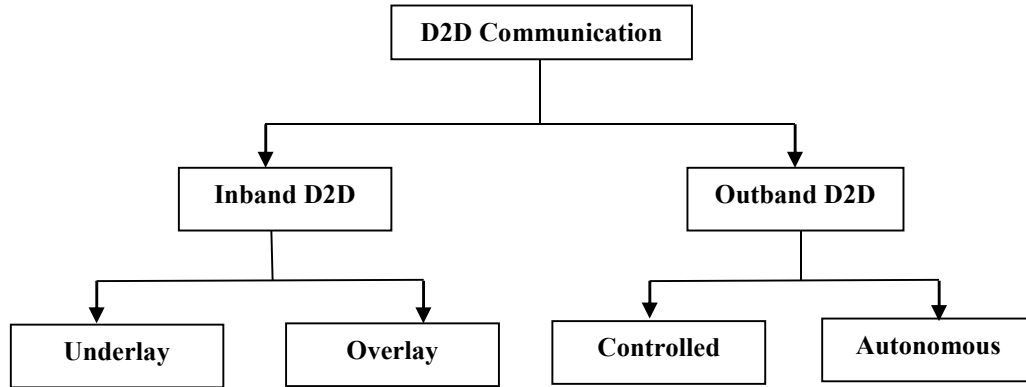 D2D Communication
Inband D2D
Outband D2D
Underlay
Overlay
Controlled
Autonomous